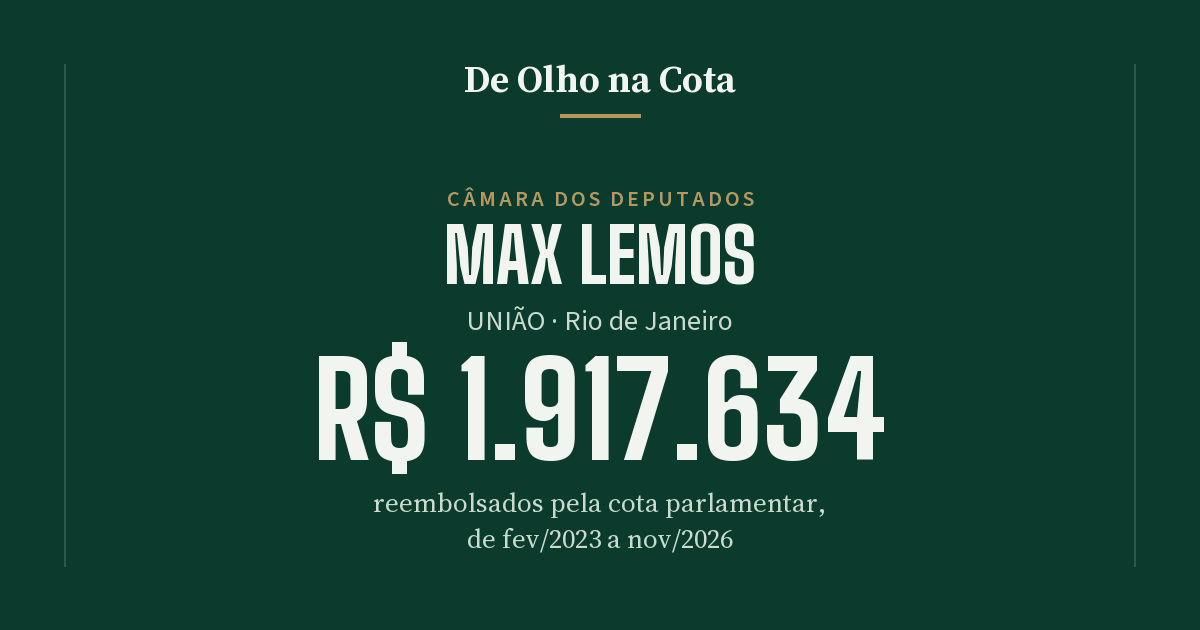 De Olho na Cota
CÂMARA DOS DEPUTADOS
MAX LEMOS
UNIÃO · Rio de Janeiro
R$ 1.917.634
reembolsados pela cota parlamentar,
de fev/2023 a nov/2026